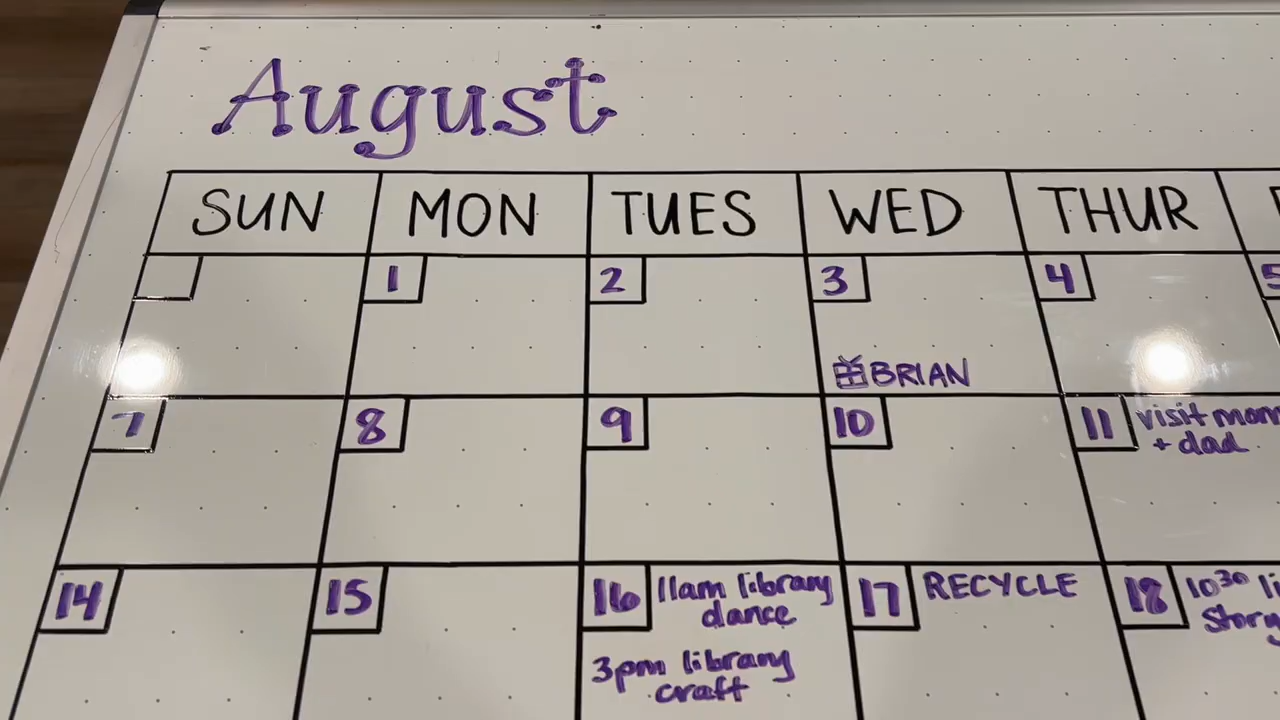 August
SUN MON TUES WED THUR
1 2 3 4 5
BRIAN
7 8 9 10 11 visit mom
+ dad
14 15 16 11am library
dance
3pm library
craft
17 RECYCLE
18 10³⁰